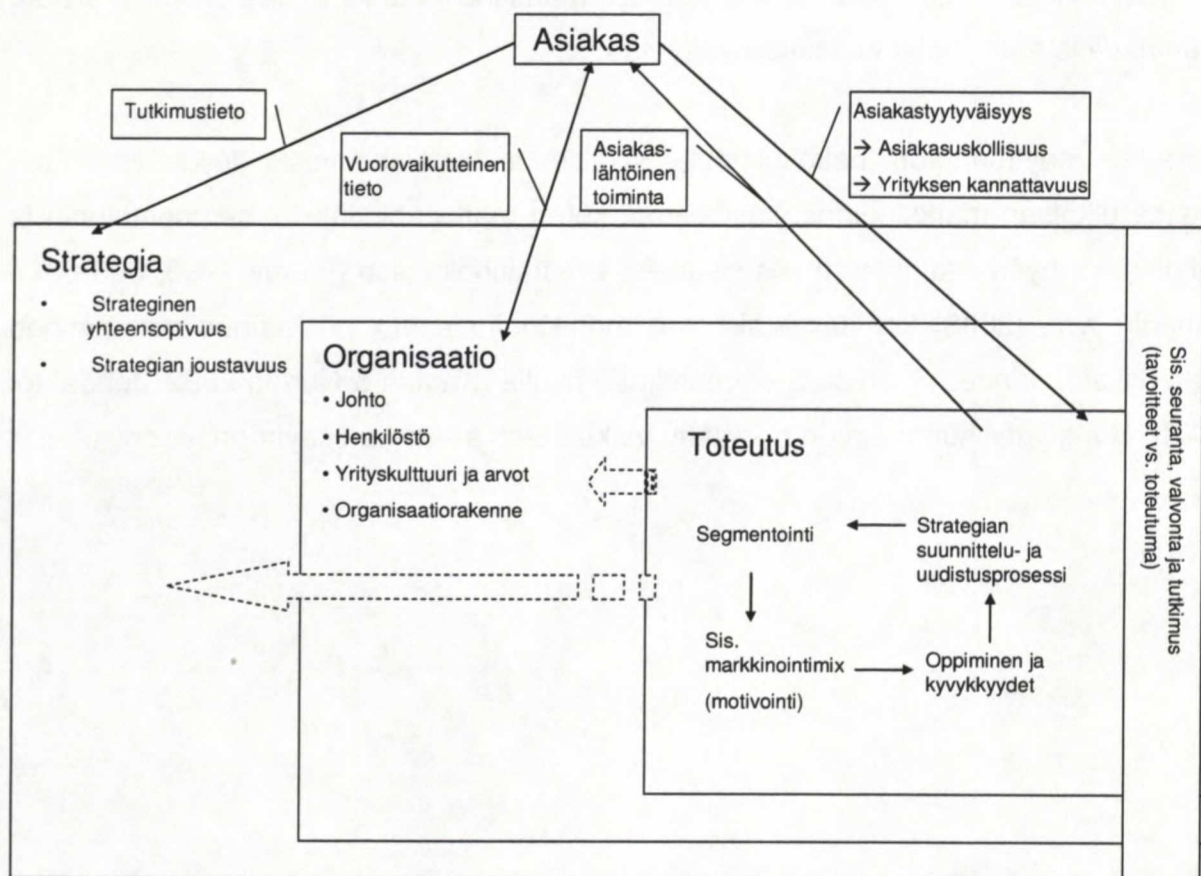 Asiakas
Tutkimustieto
Vuorovaikutteinen
tieto
Asiakas-
lähtöinen
toiminta
Asiakastyytyväisyys
→ Asiakasuskollisuus
→ Yrityksen kannattavuus
Strategia
• Strateginen
yhteensopivuus
• Strategian joustavuus
Organisaatio
• Johto
• Henkilöstö
• Yrityskulttuuri ja arvot
• Organisaatiorakenne
Toteutus
Segmentointi
Strategian
suunnittelu- ja
uudistusprosessi
Sis.
markkinointimix
(motivointi)
Oppiminen ja
kyvykkyydet
Sis. seuranta, valvonta ja tutkimus
(tavoitteet vs. toteutuma)